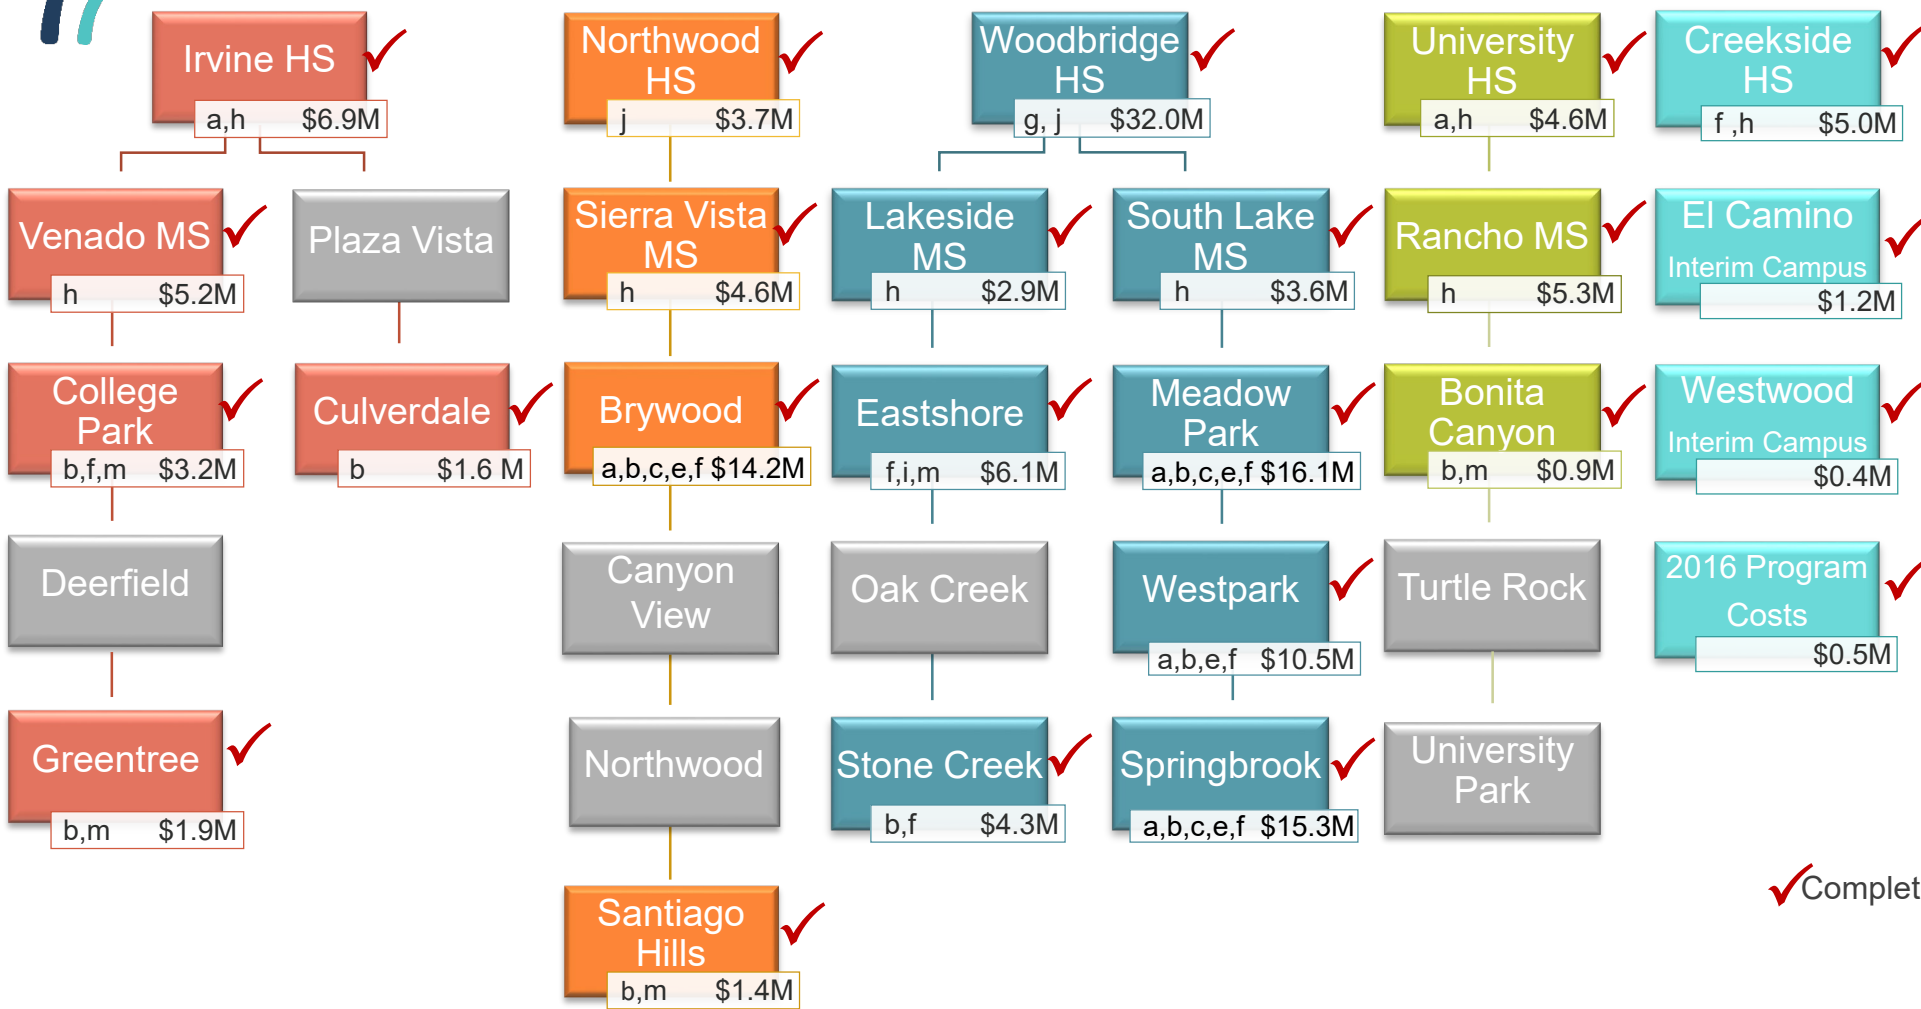 Irvine HS
a,h $6.9M
Northwood
HS
j $3.7M
Woodbridge
HS
g, j $32.0M
University
HS
a,h $4.6M
Creekside
HS
f ,h $5.0M
Venado MS
h $5.2M
Plaza Vista
Sierra Vista
MS
h $4.6M
Lakeside
MS
h $2.9M
South Lake
MS
h $3.6M
Rancho MS
h $5.3M
El Camino
Interim Campus
$1.2M
College
Park
b,f,m $3.2M
Culverdale
b $1.6 M
Brywood
a,b,c,e,f $14.2M
Eastshore
f,i,m $6.1M
Meadow
Park
a,b,c,e,f $16.1M
Bonita
Canyon
b,m $0.9M
Westwood
Interim Campus
$0.4M
Deerfield
Canyon
View
Oak Creek
Westpark
a,b,e,f $10.5M
Turtle Rock
2016 Program
Costs
$0.5M
Greentree
b,m $1.9M
Northwood
Stone Creek
b,f $4.3M
Springbrook
a,b,c,e,f $15.3M
University
Park
Santiago
Hills
b,m $1.4M
Complet